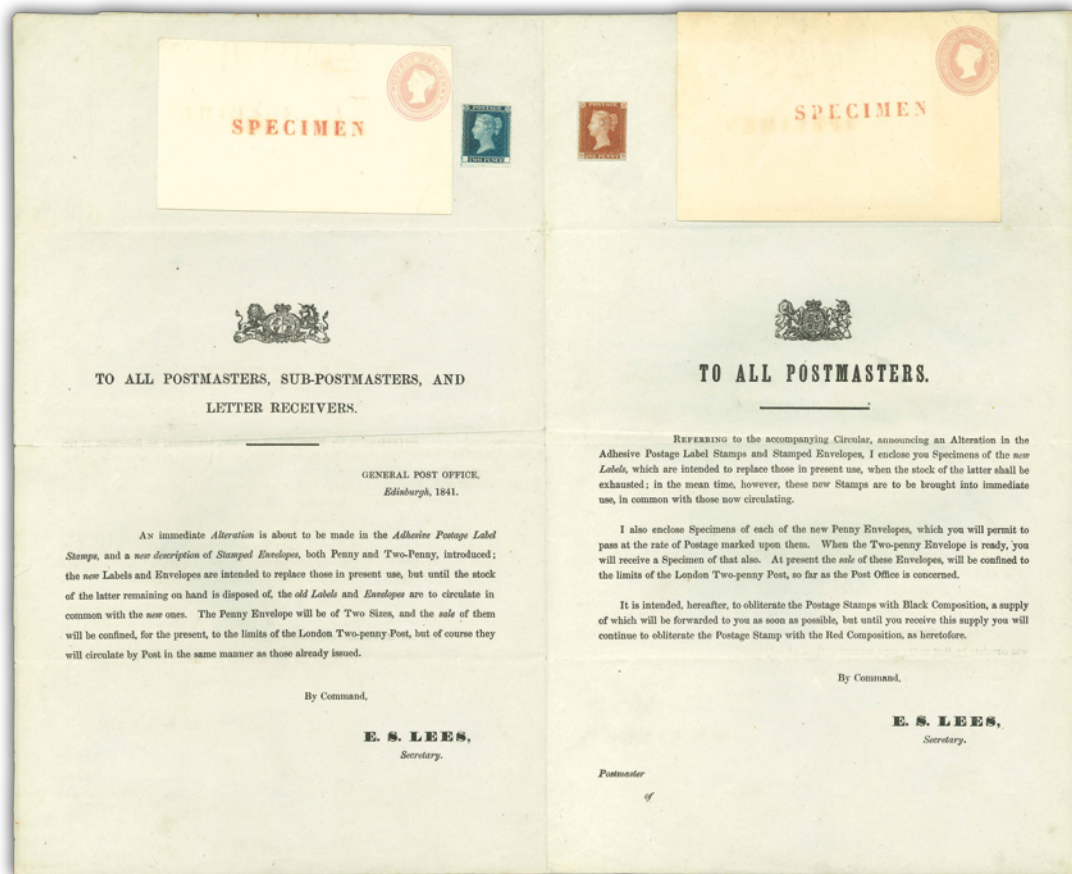 SPECIMEN
POSTAGE
TWO PENCE
TO ALL POSTMASTERS, SUB-POSTMASTERS, AND
LETTER RECEIVERS.
GENERAL POST OFFICE,
Edinburgh, 1841.
AN immediate Alteration is about to be made in the Adhesive Postage Label
Stamps, and a new description of Stamped Envelopes, both Penny and Two-Penny, introduced;
the new Labels and Envelopes are intended to replace those in present use, but until the stock
of the latter remaining on hand is disposed of, the old Labels and Envelopes are to circulate in
common with the new ones. The Penny Envelope will be of Two Sizes, and the sale of them
will be confined, for the present, to the limits of the London Two-penny Post, but of course they
will circulate by Post in the same manner as those already issued.
By Command,
E. S. LEES,
Secretary.
POSTAGE
ONE PENNY
SPECIMEN
TO ALL POSTMASTERS.
REFERRING to the accompanying Circular, announcing an Alteration in the
Adhesive Postage Label Stamps and Stamped Envelopes, I enclose you Specimens of the new
Labels, which are intended to replace those in present use, when the stock of the latter shall be
exhausted; in the mean time, however, these new Stamps are to be brought into immediate
use, in common with those now circulating.
I also enclose Specimens of each of the new Penny Envelopes, which you will permit to
pass at the rate of Postage marked upon them. When the Two-penny Envelope is ready, you
will receive a Specimen of that also. At present the sale of these Envelopes, will be confined to
the limits of the London Two-penny Post, so far as the Post Office is concerned.
It is intended, hereafter, to obliterate the Postage Stamps with Black Composition, a supply
of which will be forwarded to you as soon as possible, but until you receive this supply you will
continue to obliterate the Postage Stamp with the Red Composition, as heretofore.
By Command,
E. S. LEES,
Secretary.
Postmaster
of